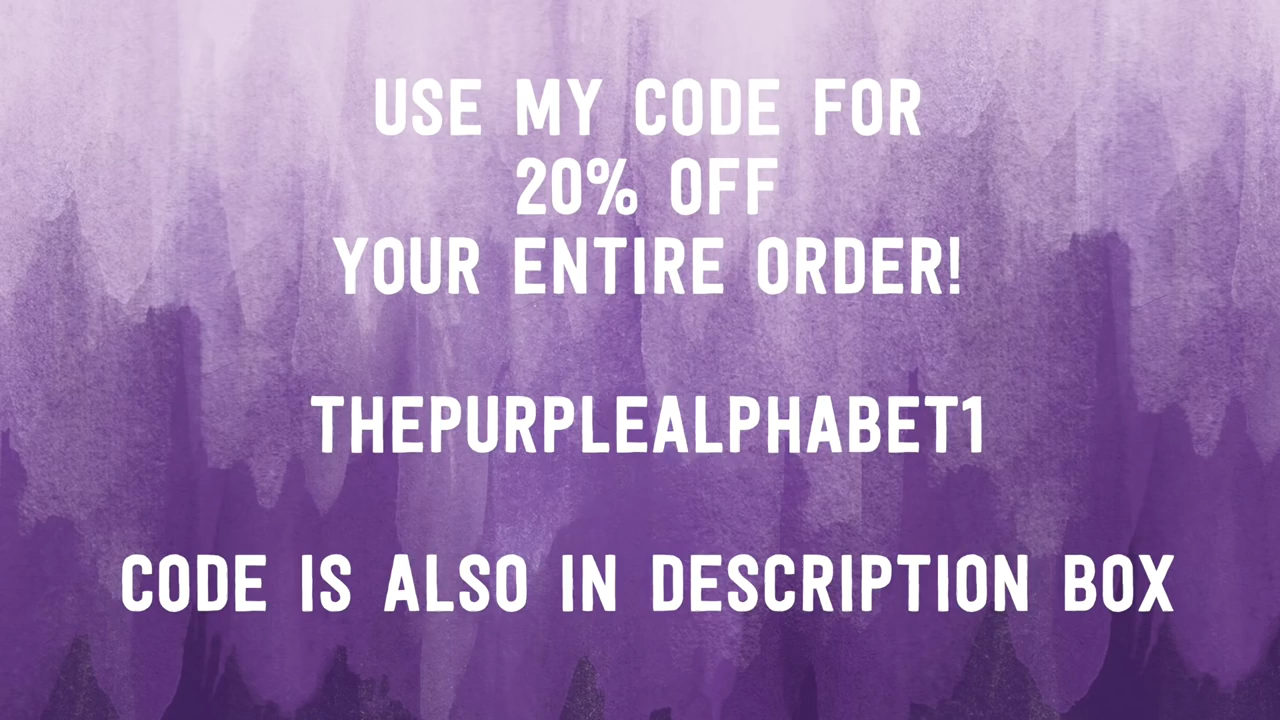 USE MY CODE FOR
20% OFF
YOUR ENTIRE ORDER!
THEPURPLEALPHABET1
CODE IS ALSO IN DESCRIPTION BOX